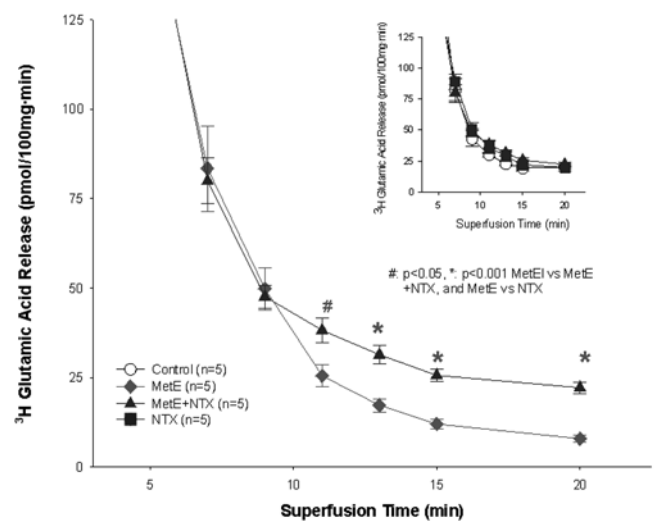 125
100
75
50
25
0
5
10
15
20
³H Glutamic Acid Release (pmol/100mg·min)
Superfusion Time (min)
#
*
*
*
Control (n=5)
MetE (n=5)
MetE+NTX (n=5)
NTX (n=5)
125
100
75
50
25
0
5
10
15
20
³H Glutamic Acid Release (pmol/100mg·min)
Superfusion Time (min)
#: p<0.05, *: p<0.001 MetEl vs MetE
+NTX, and MetE vs NTX